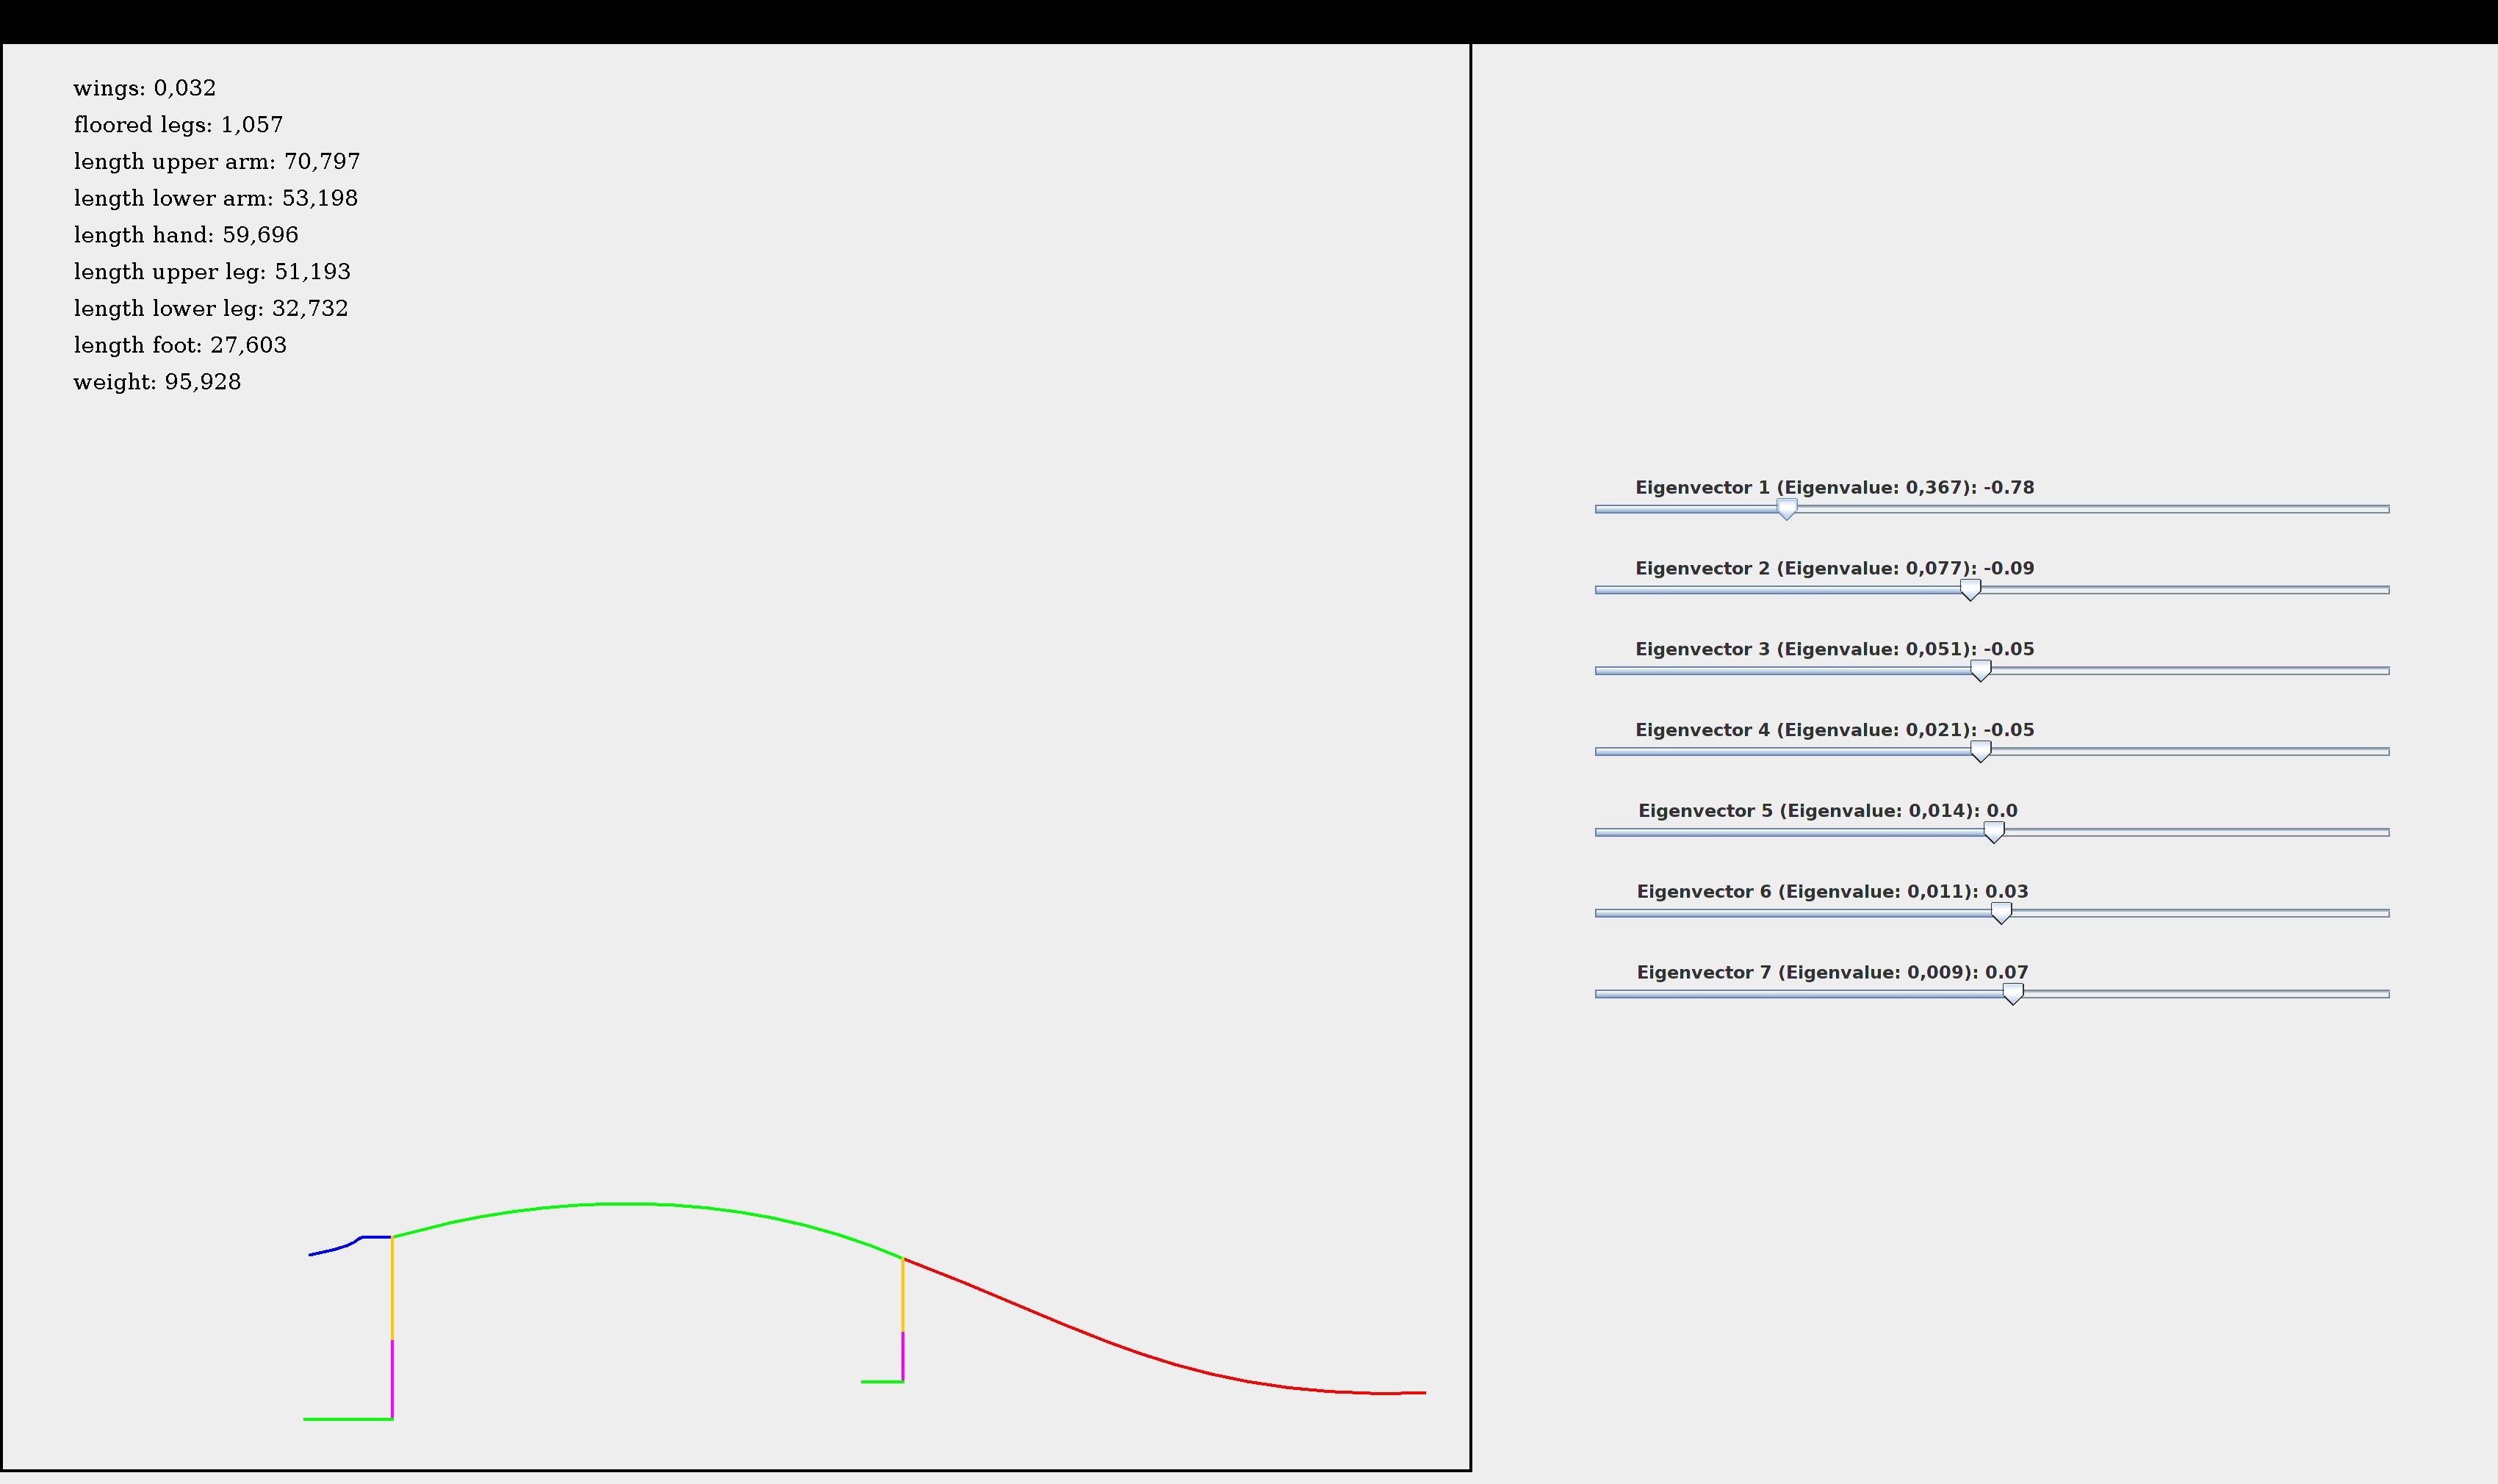 wings: 0,032
floored legs: 1,057
length upper arm: 70,797
length lower arm: 53,198
length hand: 59,696
length upper leg: 51,193
length lower leg: 32,732
length foot: 27,603
weight: 95,928
Eigenvector 1 (Eigenvalue: 0,367): -0.78
Eigenvector 2 (Eigenvalue: 0,077): -0.09
Eigenvector 3 (Eigenvalue: 0,051): -0.05
Eigenvector 4 (Eigenvalue: 0,021): -0.05
Eigenvector 5 (Eigenvalue: 0,014): 0.0
Eigenvector 6 (Eigenvalue: 0,011): 0.03
Eigenvector 7 (Eigenvalue: 0,009): 0.07